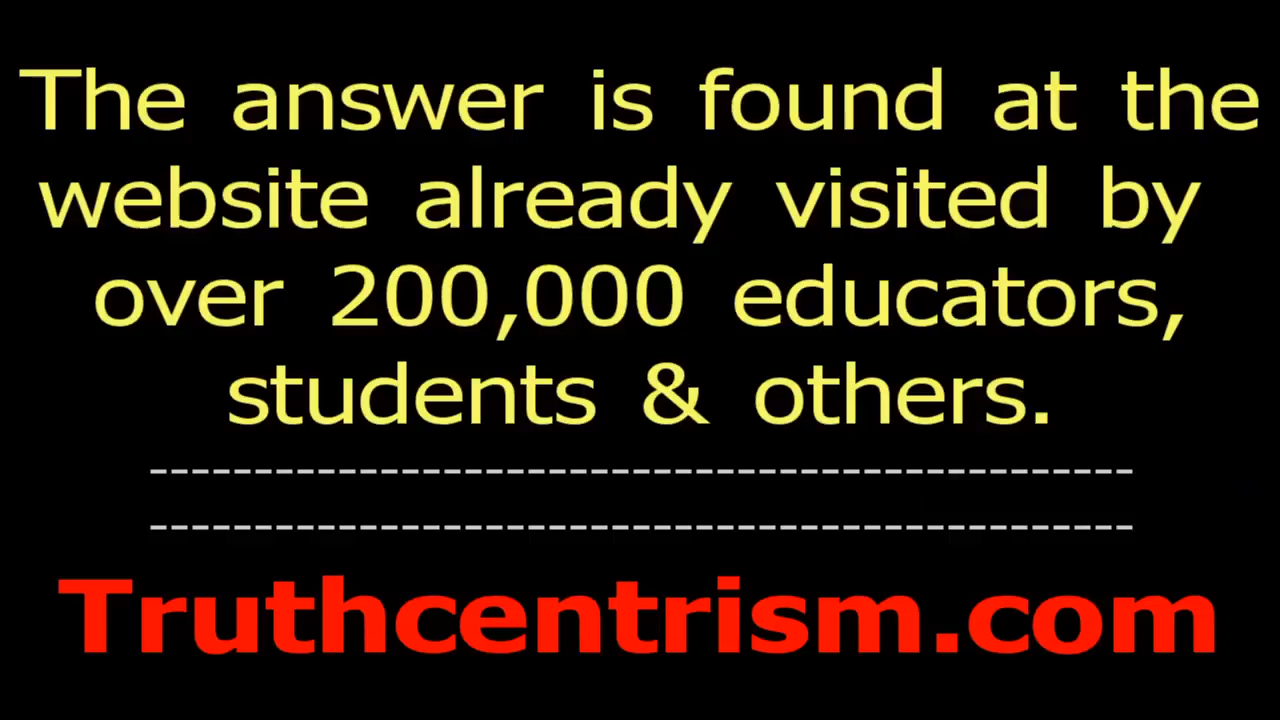 The answer is found at the
website already visited by
over 200,000 educators,
students & others.
-----------------------------------------------
-----------------------------------------------
Truthcentrism.com